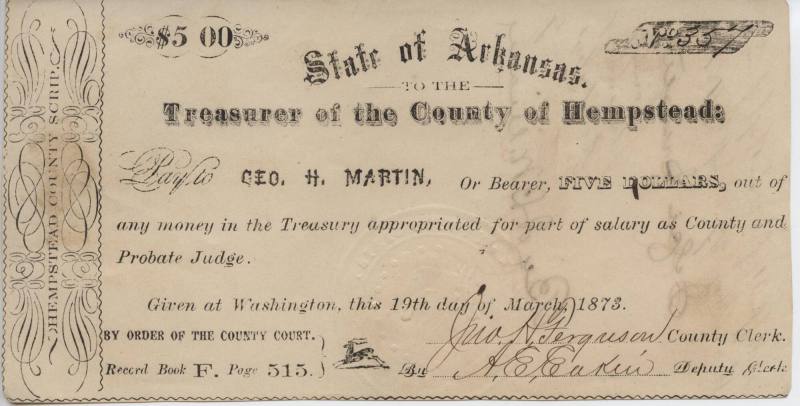 $5 00
No 337
State of Arkansas.
TO THE
Treasurer of the County of Hempstead:
Pay to GEO. H. MARTIN, Or Bearer, FIVE DOLLARS, out of
any money in the Treasury appropriated for part of salary as County and
Probate Judge.
Given at Washington, this 19th day of March, 1873.
BY ORDER OF THE COUNTY COURT.
Record Book F. Page 515.
Jno. H. Ferguson County Clerk.
By A. E. Eakin Deputy Clerk
HEMPSTEAD COUNTY SCRIP.